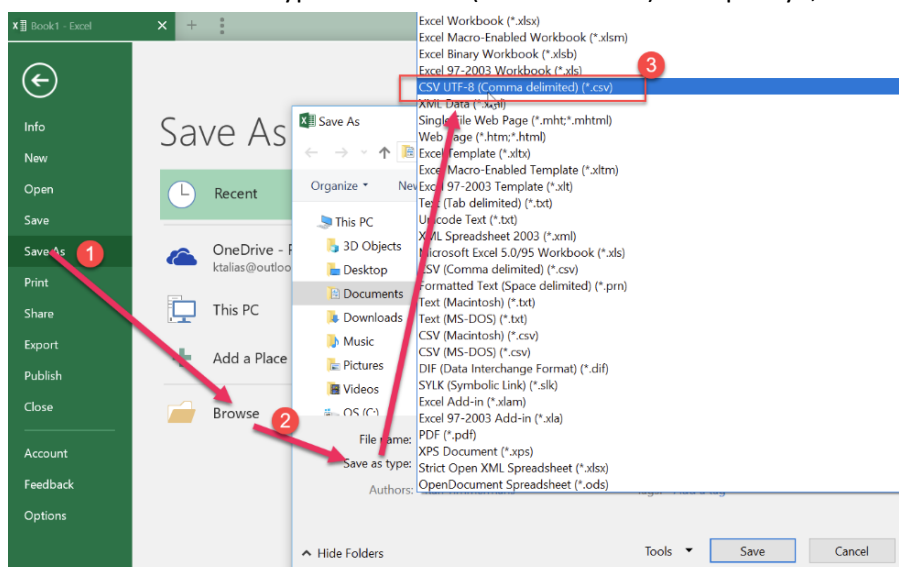 Book1 - Excel
Info
New
Open
Save
Save As
Print
Share
Export
Publish
Close
Account
Feedback
Options
1
Save As
Recent
OneDrive -
ktalias@outloo
This PC
Add a Place
Browse
2
Save As
Organize
New
This PC
3D Objects
Desktop
Documents
Downloads
Music
Pictures
Videos
OS (C:)
File name:
Save as type:
Authors:
Hide Folders
Tools
Save
Cancel
3
Excel Workbook (*.xlsx)
Excel Macro-Enabled Workbook (*.xlsm)
Excel Binary Workbook (*.xlsb)
Excel 97-2003 Workbook (*.xls)
CSV UTF-8 (Comma delimited) (*.csv)
XML Data (*.xml)
Single File Web Page (*.mht;*.mhtml)
Web Page (*.htm;*.html)
Excel Template (*.xltx)
Excel Macro-Enabled Template (*.xltm)
Excel 97-2003 Template (*.xlt)
Text (Tab delimited) (*.txt)
Unicode Text (*.txt)
XML Spreadsheet 2003 (*.xml)
Microsoft Excel 5.0/95 Workbook (*.xls)
CSV (Comma delimited) (*.csv)
Formatted Text (Space delimited) (*.prn)
Text (Macintosh) (*.txt)
Text (MS-DOS) (*.txt)
CSV (Macintosh) (*.csv)
CSV (MS-DOS) (*.csv)
DIF (Data Interchange Format) (*.dif)
SYLK (Symbolic Link) (*.slk)
Excel Add-in (*.xlam)
Excel 97-2003 Add-in (*.xla)
PDF (*.pdf)
XPS Document (*.xps)
Strict Open XML Spreadsheet (*.xlsx)
OpenDocument Spreadsheet (*.ods)